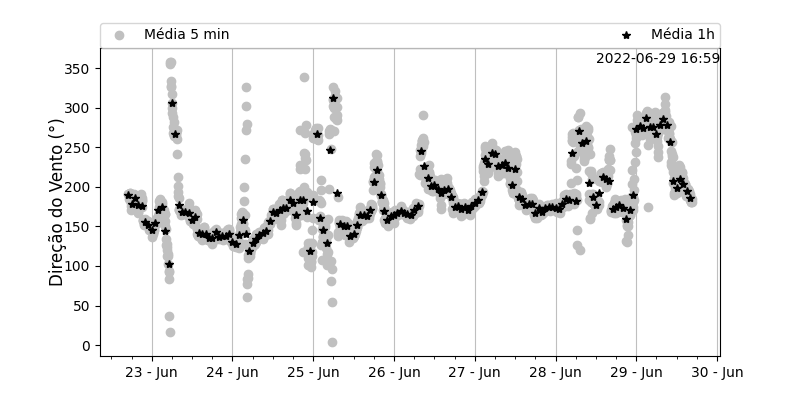 Média 5 min
Média 1h
2022-06-29 16:59
Direção do Vento (°)
350
300
250
200
150
100
50
0
23 - Jun
24 - Jun
25 - Jun
26 - Jun
27 - Jun
28 - Jun
29 - Jun
30 - Jun